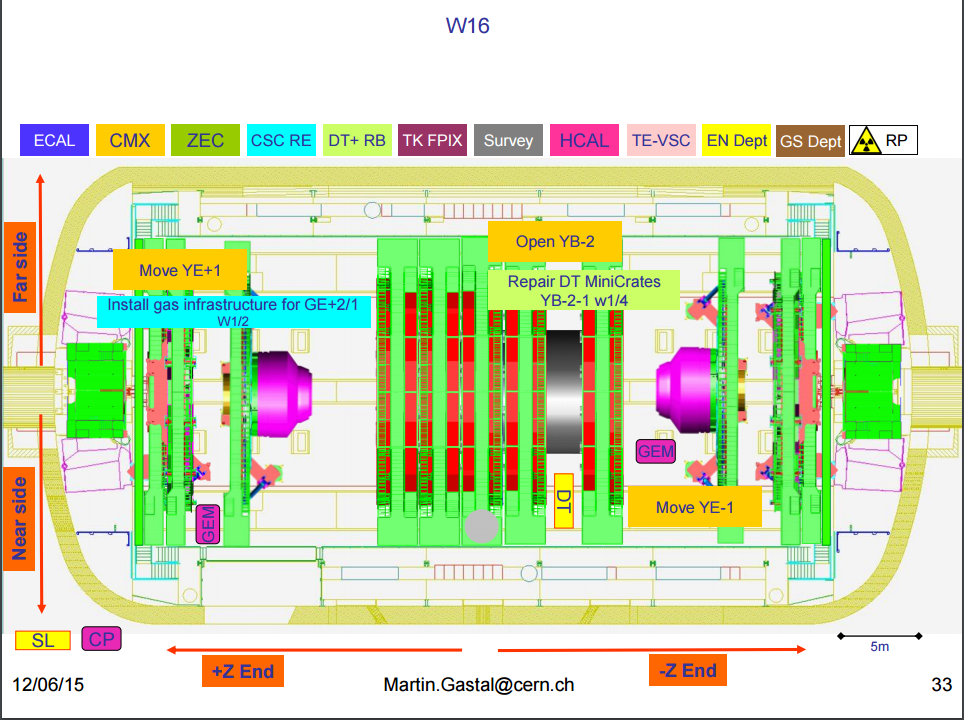 W16
ECAL
CMX
ZEC
CSC RE
DT+ RB
TK FPIX
Survey
HCAL
TE-VSC
EN Dept
GS Dept
RP
Far side
Open YB-2
Move YE+1
Repair DT MiniCrates
YB-2-1 w1/4
Install gas infrastructure for GE+2/1
W1/2
GEM
Near side
GEM
DT
Move YE-1
SL
CP
5m
+Z End
-Z End
12/06/15
Martin.Gastal@cern.ch
33